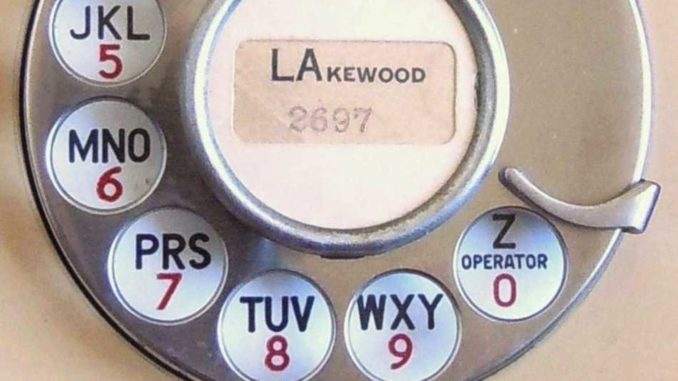 JKL
5
LAKEWOOD
2697
MNO
6
PRS
7
TUV
8
WXY
9
Z
OPERATOR
0